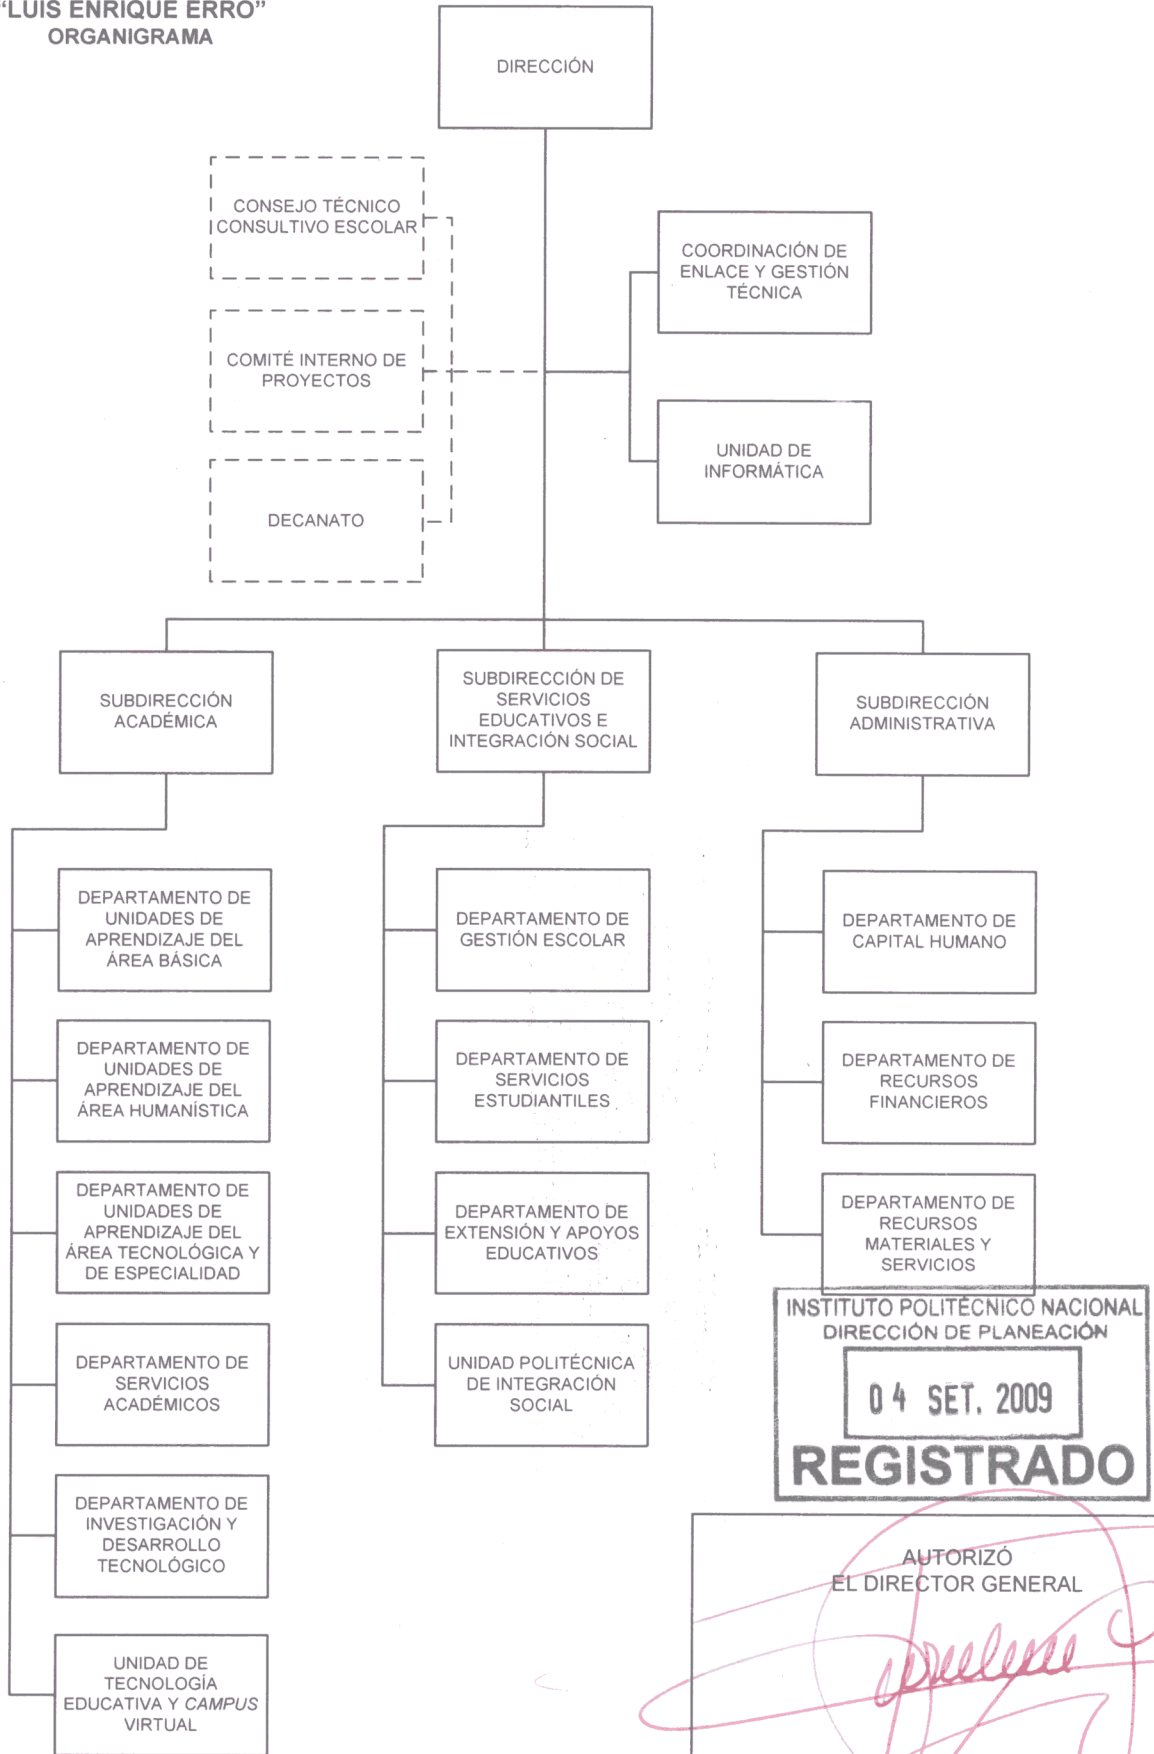 "LUIS ENRIQUE ERRO"
ORGANIGRAMA
DIRECCIÓN
CONSEJO TÉCNICO
CONSULTIVO ESCOLAR
COORDINACIÓN DE
ENLACE Y GESTIÓN
TÉCNICA
COMITÉ INTERNO DE
PROYECTOS
UNIDAD DE
INFORMÁTICA
DECANATO
SUBDIRECCIÓN
ACADÉMICA
SUBDIRECCIÓN DE
SERVICIOS
EDUCATIVOS E
INTEGRACIÓN SOCIAL
SUBDIRECCIÓN
ADMINISTRATIVA
DEPARTAMENTO DE
UNIDADES DE
APRENDIZAJE DEL
ÁREA BÁSICA
DEPARTAMENTO DE
UNIDADES DE
APRENDIZAJE DEL
ÁREA HUMANÍSTICA
DEPARTAMENTO DE
UNIDADES DE
APRENDIZAJE DEL
ÁREA TECNOLÓGICA Y
DE ESPECIALIDAD
DEPARTAMENTO DE
SERVICIOS
ACADÉMICOS
DEPARTAMENTO DE
INVESTIGACIÓN Y
DESARROLLO
TECNOLÓGICO
UNIDAD DE
TECNOLOGÍA
EDUCATIVA Y CAMPUS
VIRTUAL
DEPARTAMENTO DE
GESTIÓN ESCOLAR
DEPARTAMENTO DE
SERVICIOS
ESTUDIANTILES
DEPARTAMENTO DE
EXTENSIÓN Y APOYOS
EDUCATIVOS
UNIDAD POLITÉCNICA
DE INTEGRACIÓN
SOCIAL
DEPARTAMENTO DE
CAPITAL HUMANO
DEPARTAMENTO DE
RECURSOS
FINANCIEROS
DEPARTAMENTO DE
RECURSOS
MATERIALES Y
SERVICIOS
INSTITUTO POLITÉCNICO NACIONAL
DIRECCIÓN DE PLANEACIÓN
04 SET. 2009
REGISTRADO
AUTORIZÓ
EL DIRECTOR GENERAL